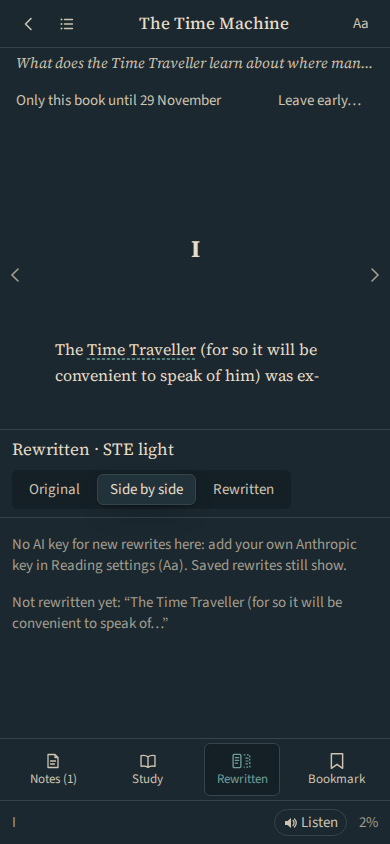 The Time Machine
Aa
What does the Time Traveller learn about where man...
Only this book until 29 November
Leave early…
I
The Time Traveller (for so it will be
convenient to speak of him) was ex-
Rewritten · STE light
Original
Side by side
Rewritten
No AI key for new rewrites here: add your own Anthropic
key in Reading settings (Aa). Saved rewrites still show.
Not rewritten yet: “The Time Traveller (for so it will be
convenient to speak of…”
Notes (1)
Study
Rewritten
Bookmark
I
Listen
2%